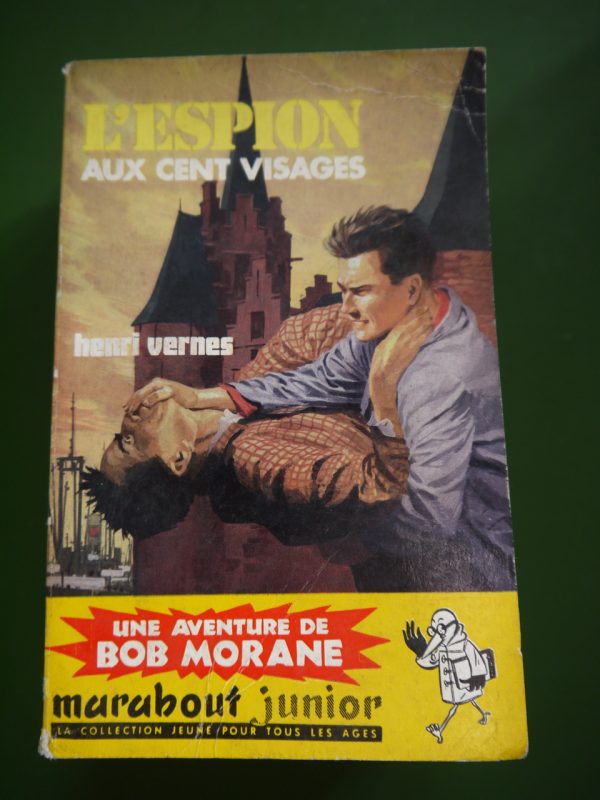 L'ESPION
AUX CENT VISAGES
henri vernes
UNE AVENTURE DE
BOB MORANE
marabout junior
LA COLLECTION JEUNE POUR TOUS LES AGES